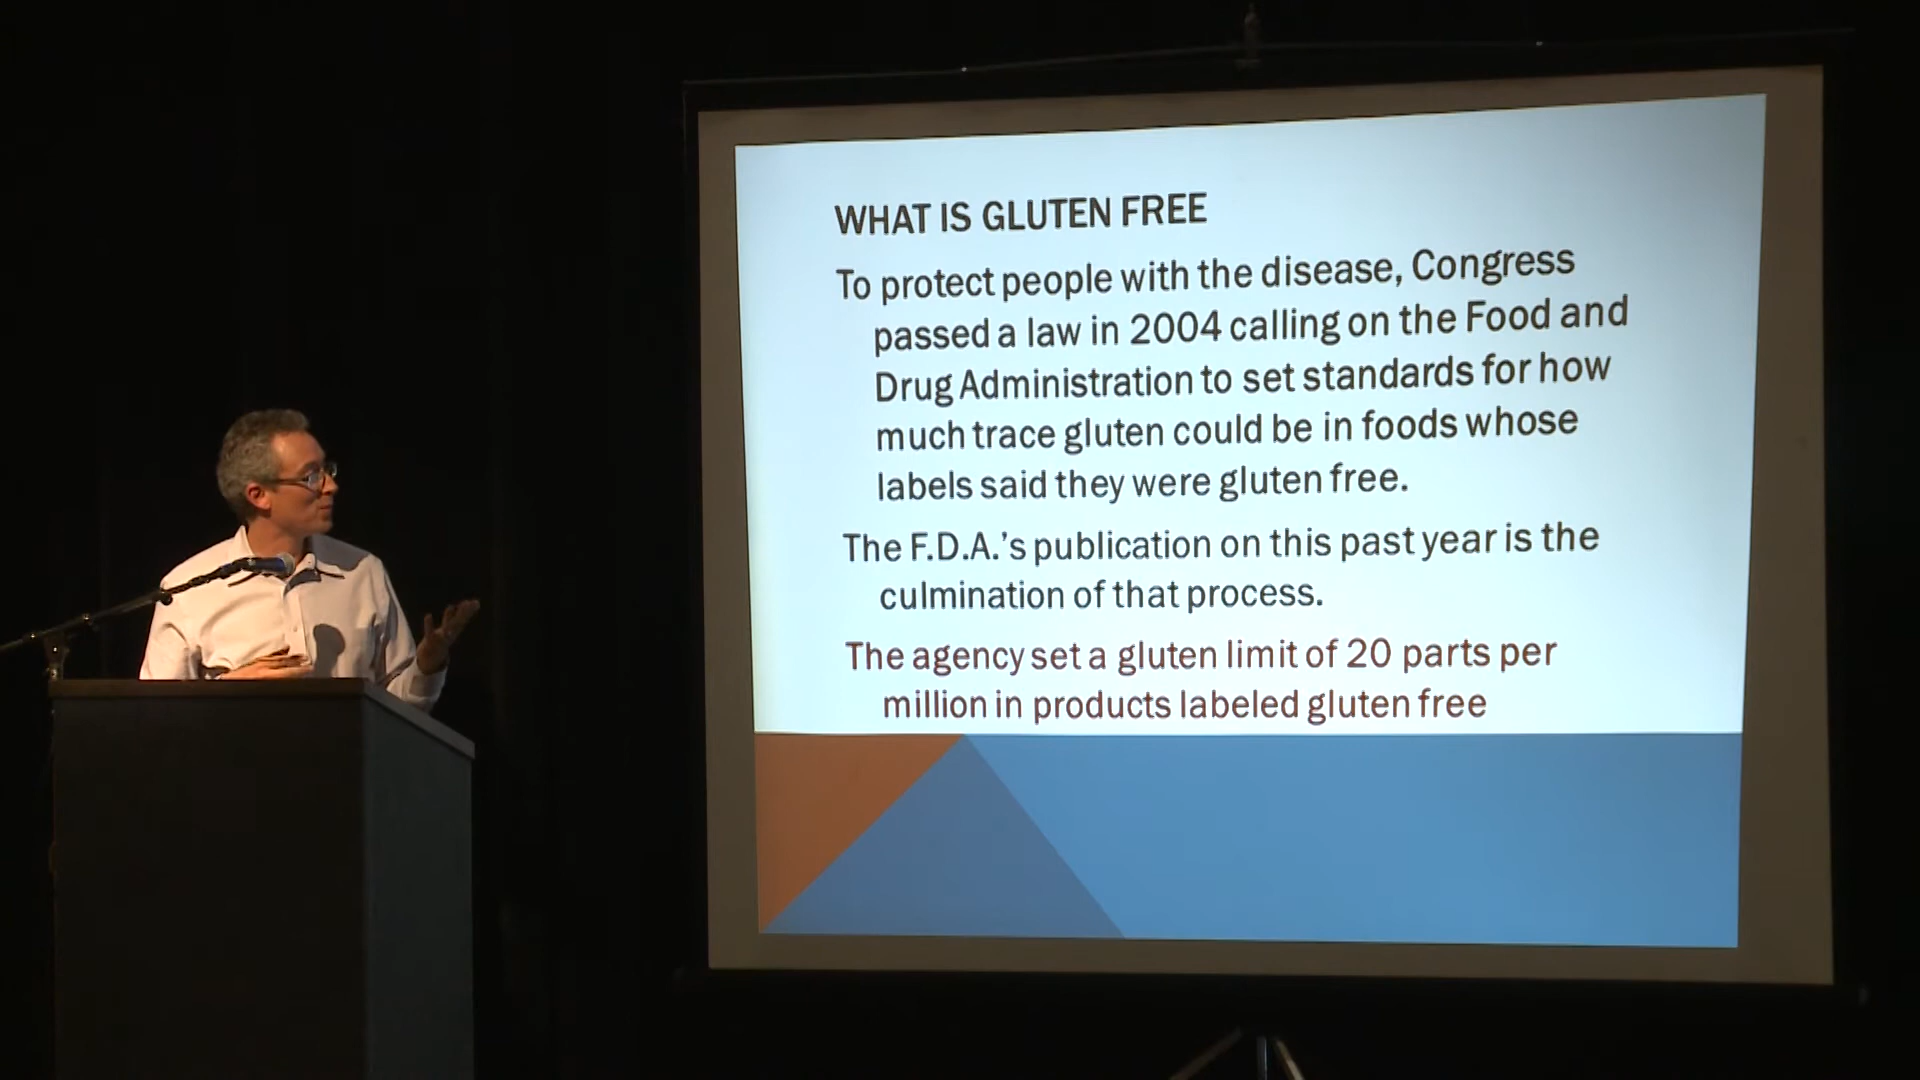 WHAT IS GLUTEN FREE
To protect people with the disease, Congress
passed a law in 2004 calling on the Food and
Drug Administration to set standards for how
much trace gluten could be in foods whose
labels said they were gluten free.
The F.D.A.'s publication on this past year is the
culmination of that process.
The agency set a gluten limit of 20 parts per
million in products labeled gluten free